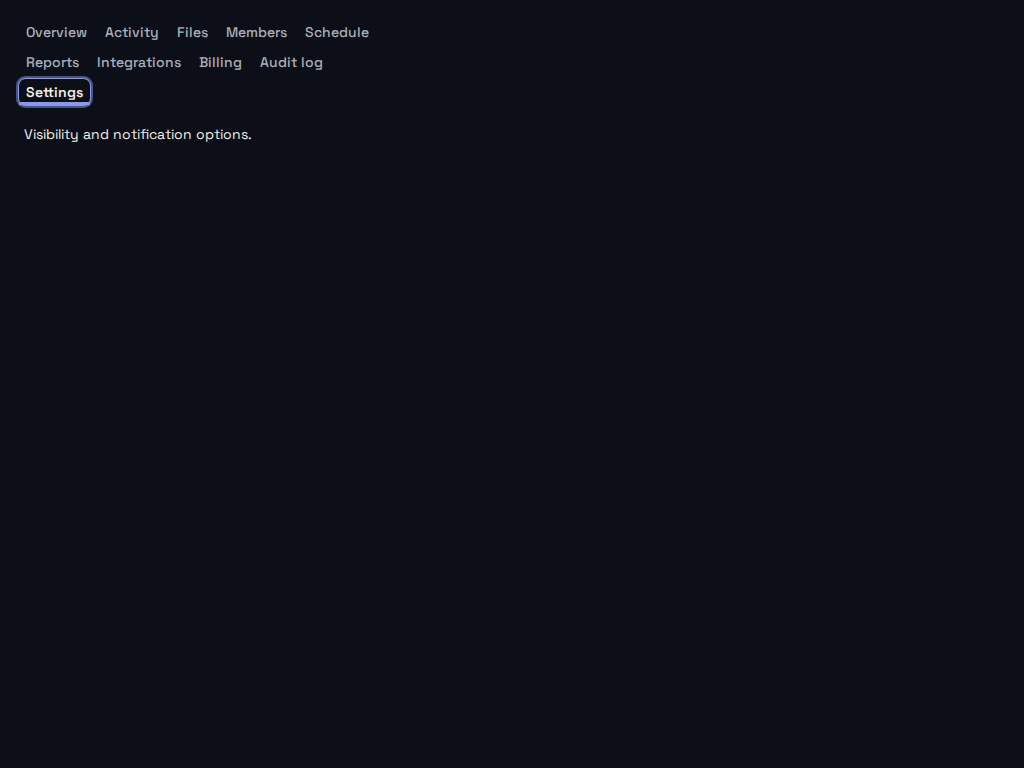 Overview Activity Files Members Schedule
Reports Integrations Billing Audit log
Settings
Visibility and notification options.